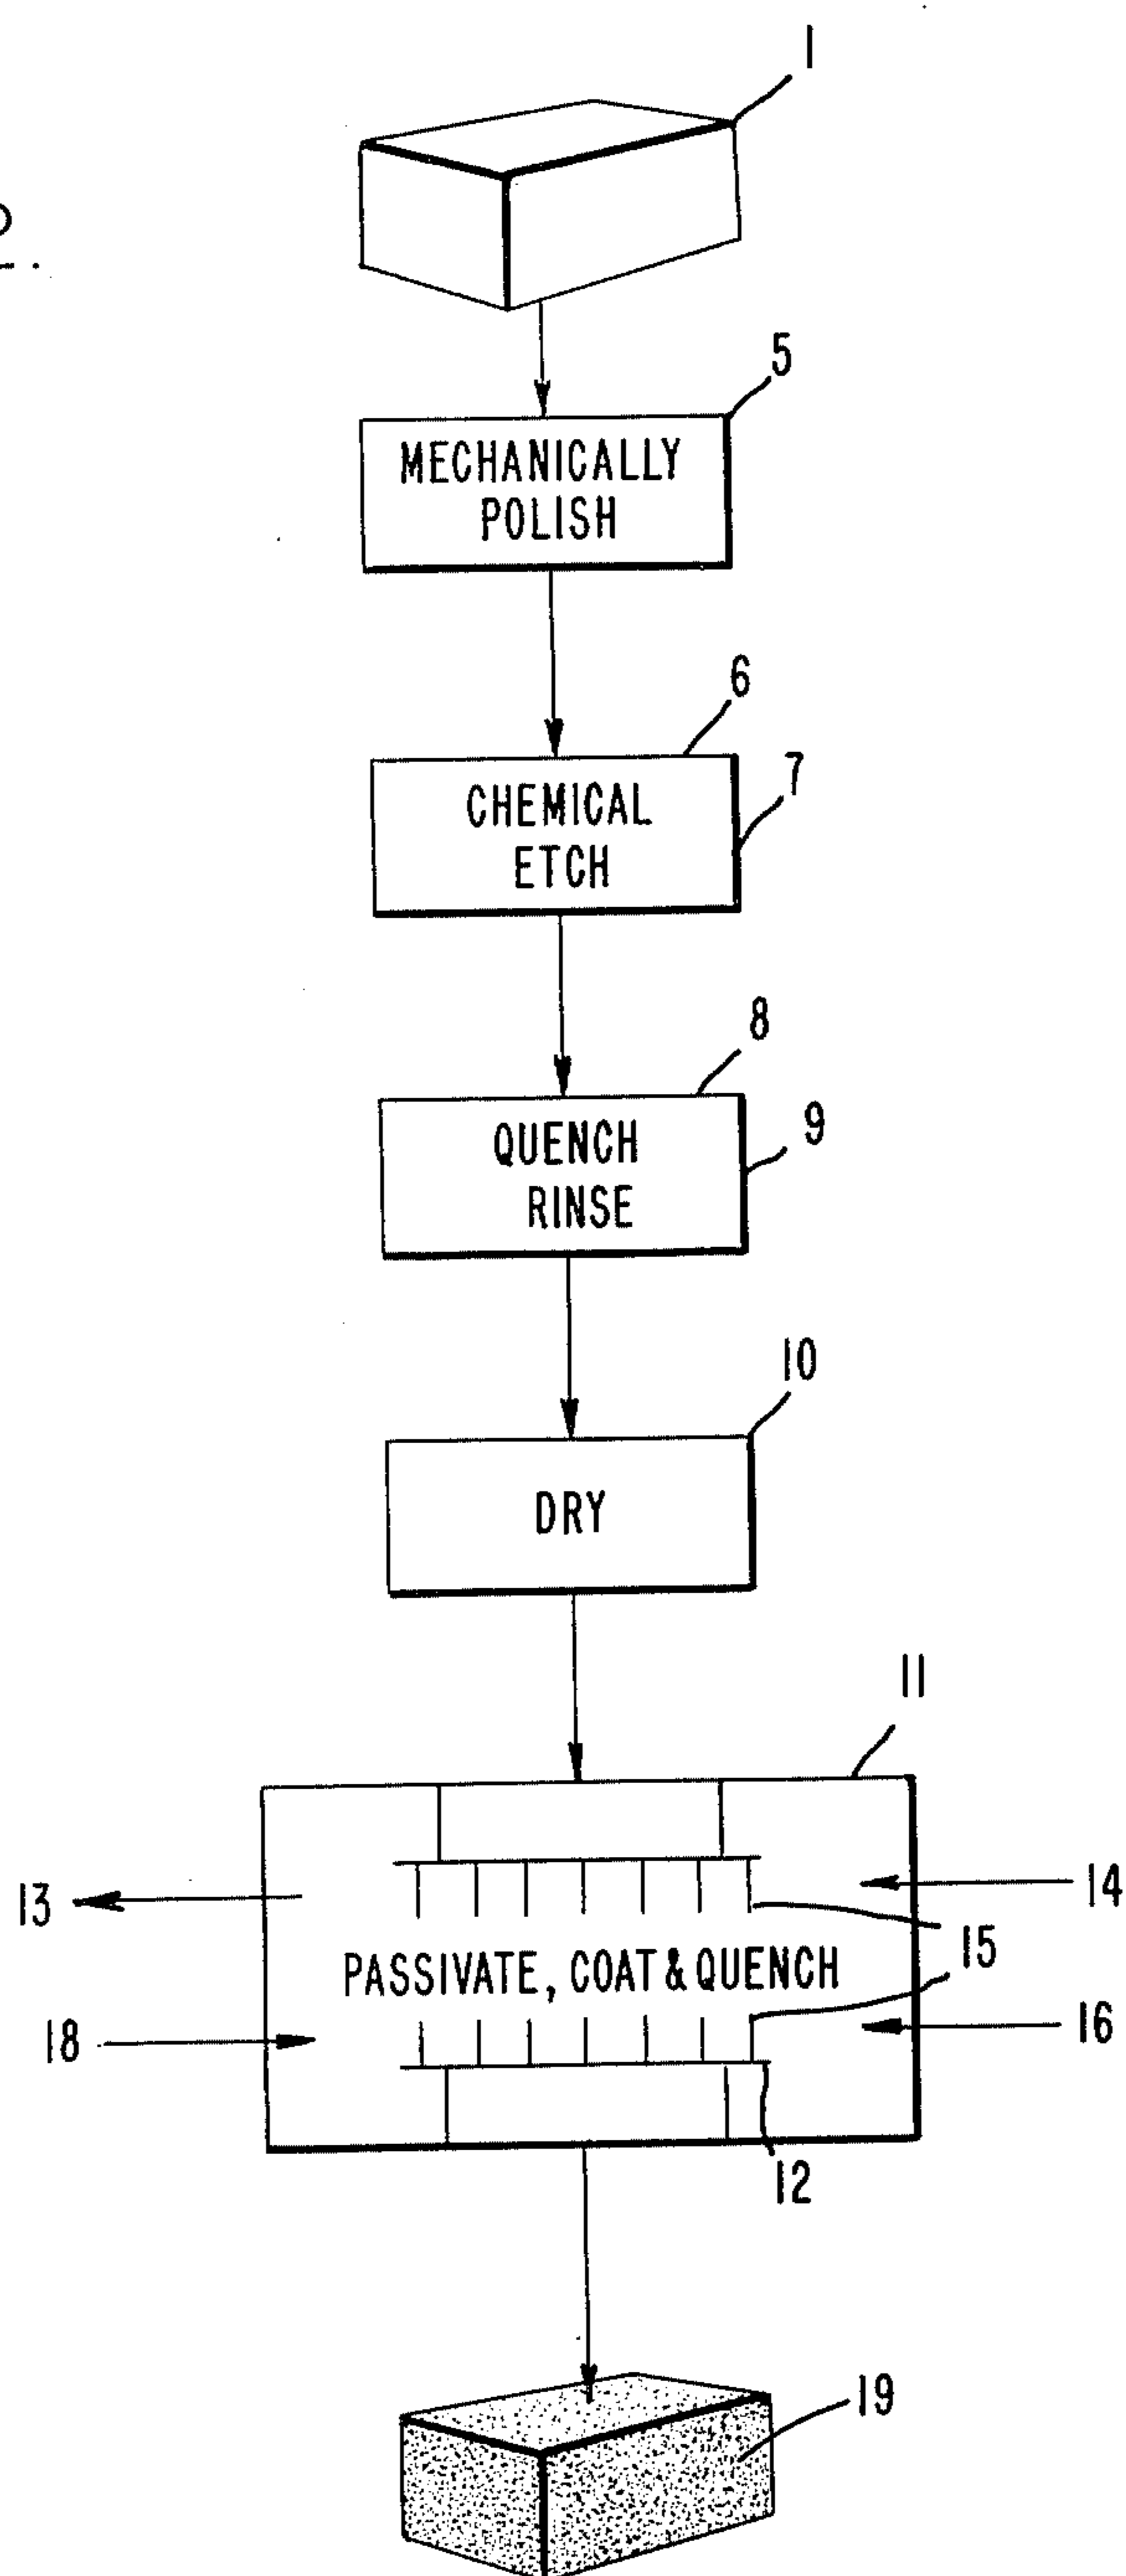 1
5
MECHANICALLY
POLISH
6
7
CHEMICAL
ETCH
8
9
QUENCH
RINSE
10
DRY
11
13
14
15
PASSIVATE, COAT & QUENCH
18
16
12
19